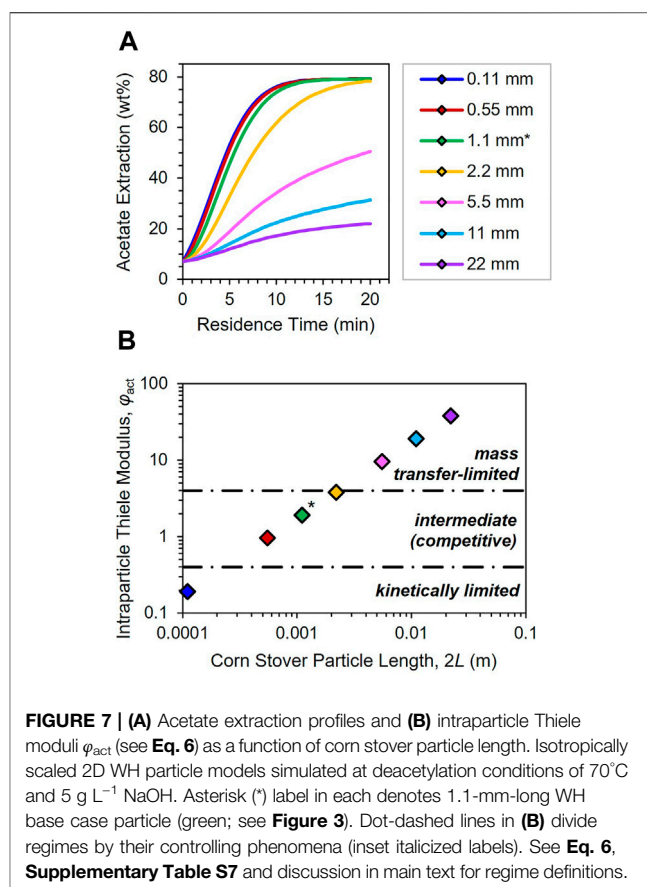 A
Acetate Extraction (wt%)
80
60
40
20
0
0 5 10 15 20
Residence Time (min)
0.11 mm
0.55 mm
1.1 mm*
2.2 mm
5.5 mm
11 mm
22 mm
B
Intraparticle Thiele Modulus, φact
100
10
1
0.1
mass
transfer-limited
*
intermediate
(competitive)
kinetically limited
0.0001 0.001 0.01 0.1
Corn Stover Particle Length, 2L (m)
FIGURE 7 | (A) Acetate extraction profiles and (B) intraparticle Thiele
moduli φact (see Eq. 6) as a function of corn stover particle length. Isotropically
scaled 2D WH particle models simulated at deacetylation conditions of 70°C
and 5 g L−1 NaOH. Asterisk (*) label in each denotes 1.1-mm-long WH
base case particle (green; see Figure 3). Dot-dashed lines in (B) divide
regimes by their controlling phenomena (inset italicized labels). See Eq. 6,
Supplementary Table S7 and discussion in main text for regime definitions.